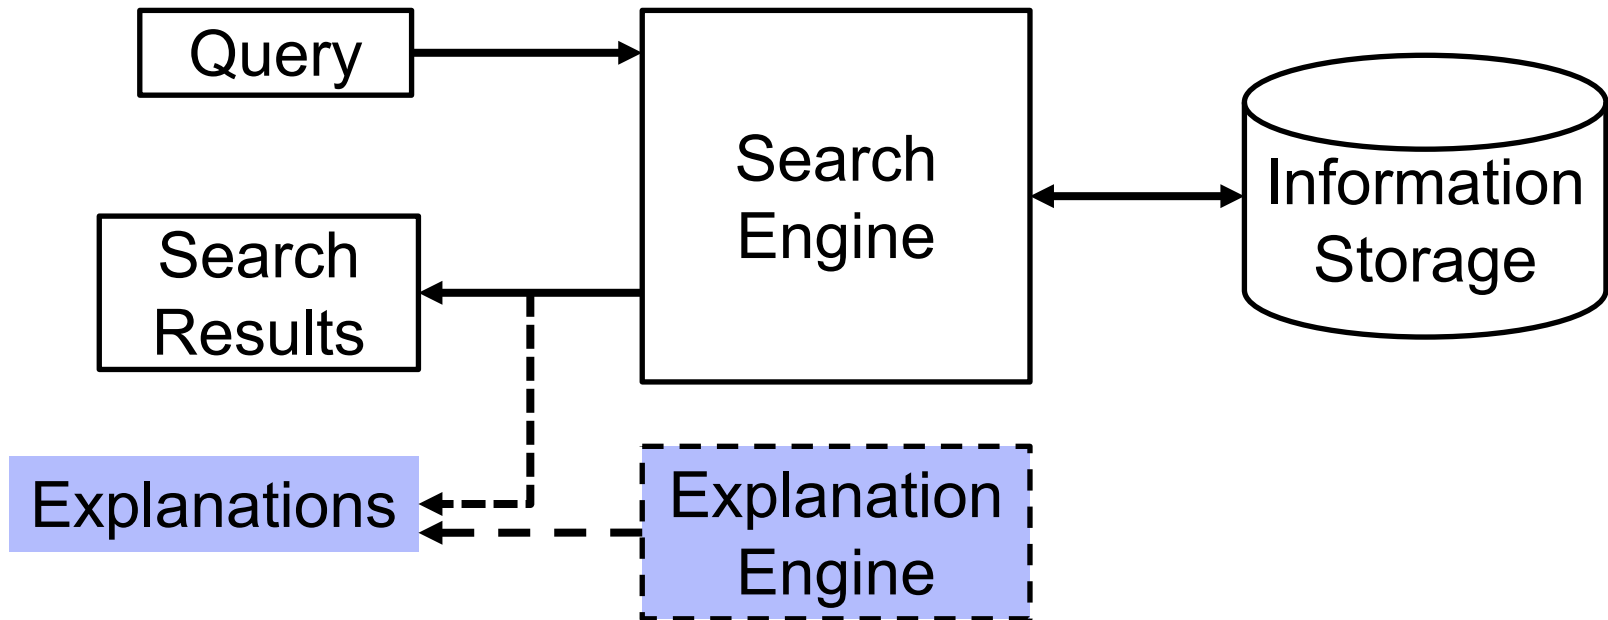 Query
Search
Engine
Information
Storage
Search
Results
Explanations
Explanation
Engine